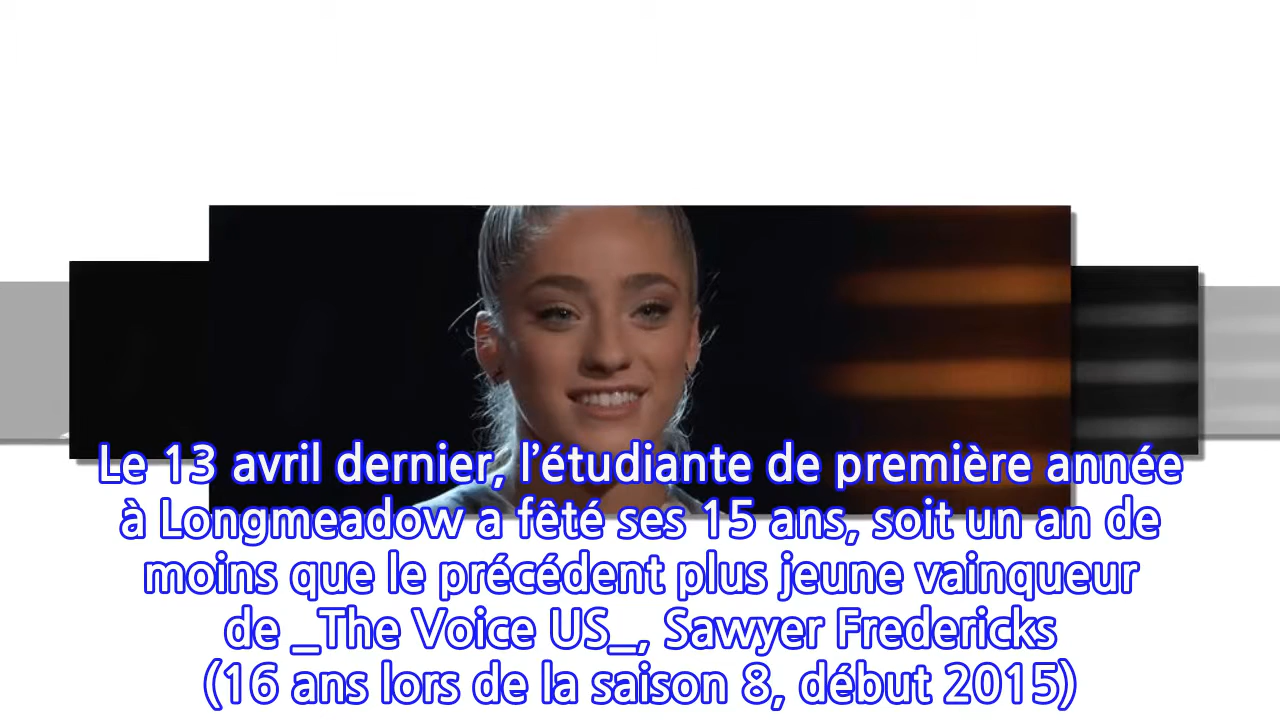 Le 13 avril dernier, l’étudiante de première année
à Longmeadow a fêté ses 15 ans, soit un an de
moins que le précédent plus jeune vainqueur
de _The Voice US_, Sawyer Fredericks
(16 ans lors de la saison 8, début 2015)